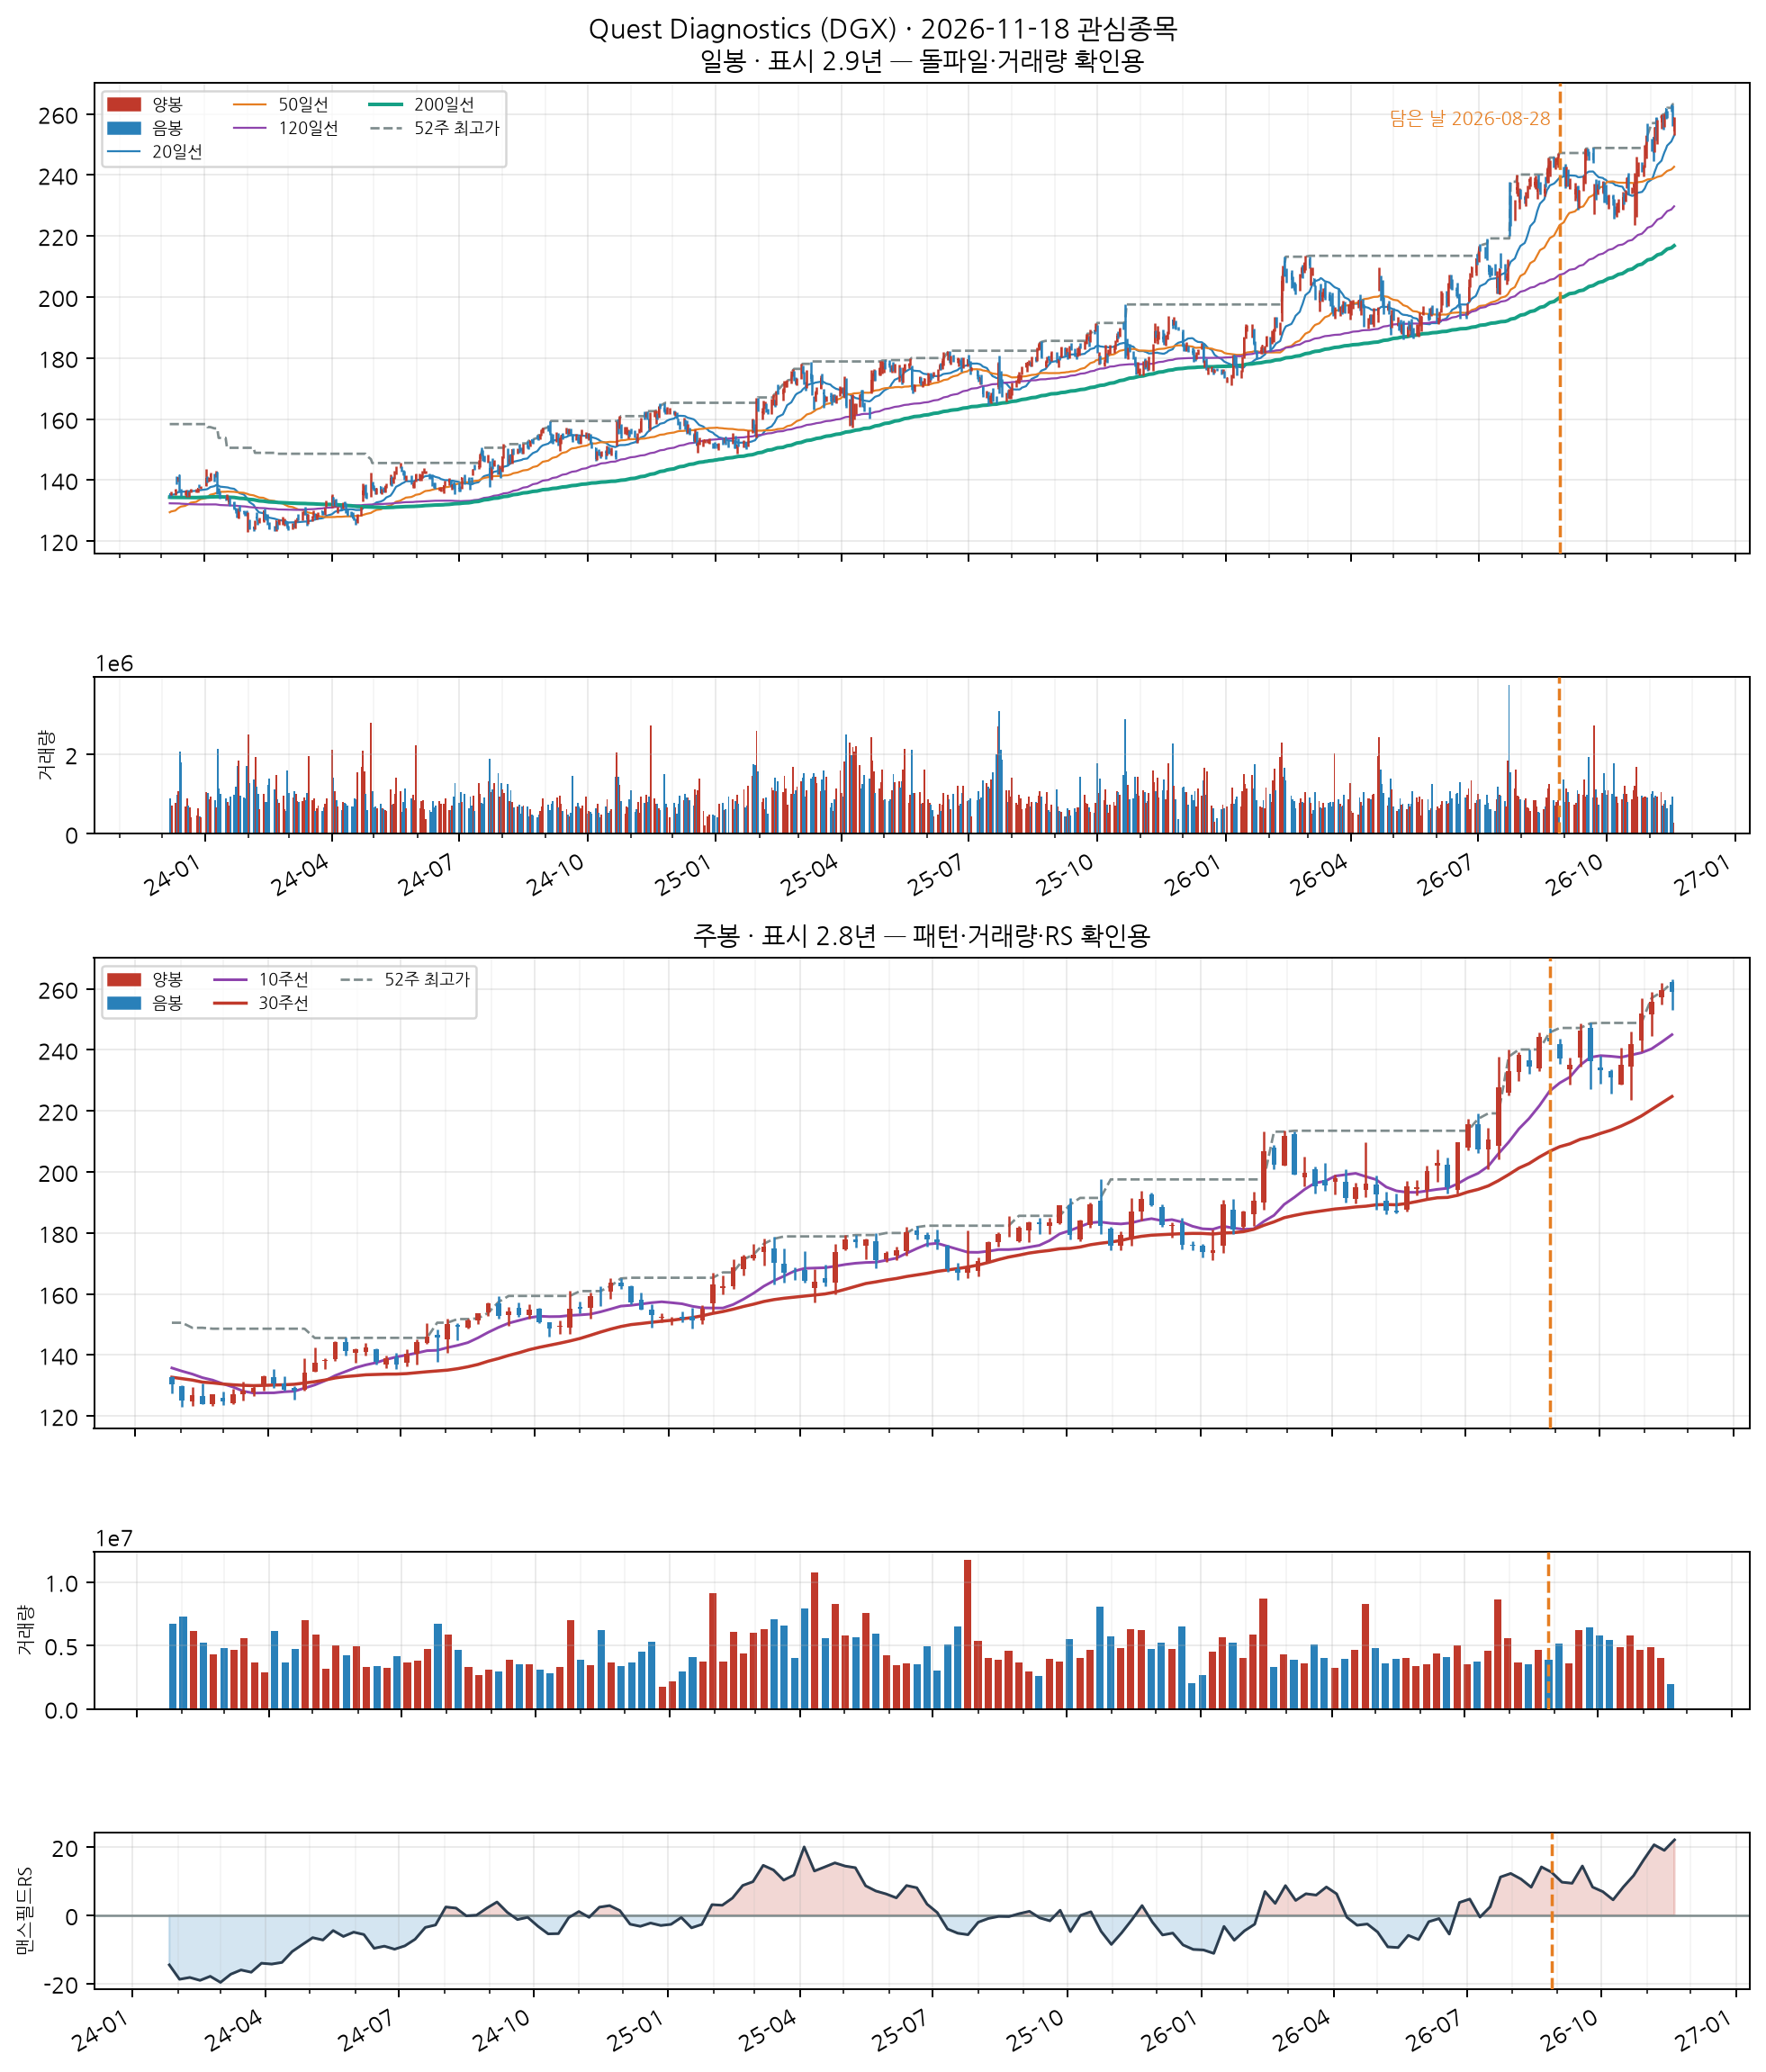 Quest Diagnostics (DGX) · 2026-11-18 관심종목
일봉 · 표시 2.9년 — 돌파일·거래량 확인용
양봉
음봉
20일선
50일선
120일선
200일선
52주 최고가
담은 날 2026-08-28
260
240
220
200
180
160
140
120
1e6
거래량
2
0
24-01
24-04
24-07
24-10
25-01
25-04
25-07
25-10
26-01
26-04
26-07
26-10
27-01
주봉 · 표시 2.8년 — 패턴·거래량·RS 확인용
양봉
음봉
10주선
30주선
52주 최고가
260
240
220
200
180
160
140
120
1e7
거래량
1.0
0.5
0.0
맨스필드RS
20
0
-20
24-01
24-04
24-07
24-10
25-01
25-04
25-07
25-10
26-01
26-04
26-07
26-10
27-01